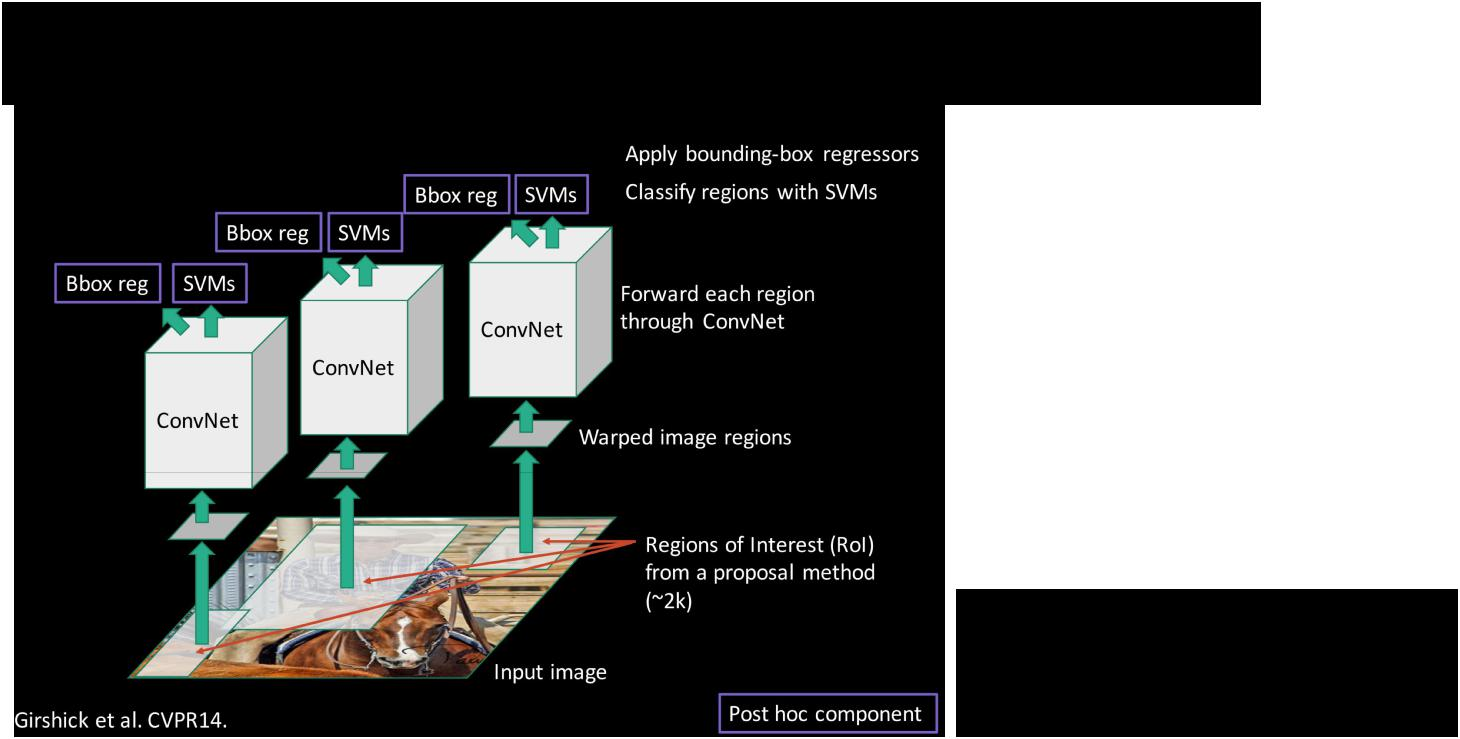 Apply bounding-box regressors
Bbox reg
SVMs
Classify regions with SVMs
Bbox reg
SVMs
Bbox reg
SVMs
Forward each region
through ConvNet
ConvNet
ConvNet
ConvNet
Warped image regions
Regions of Interest (RoI)
from a proposal method
(~2k)
Input image
Post hoc component
Girshick et al. CVPR14.